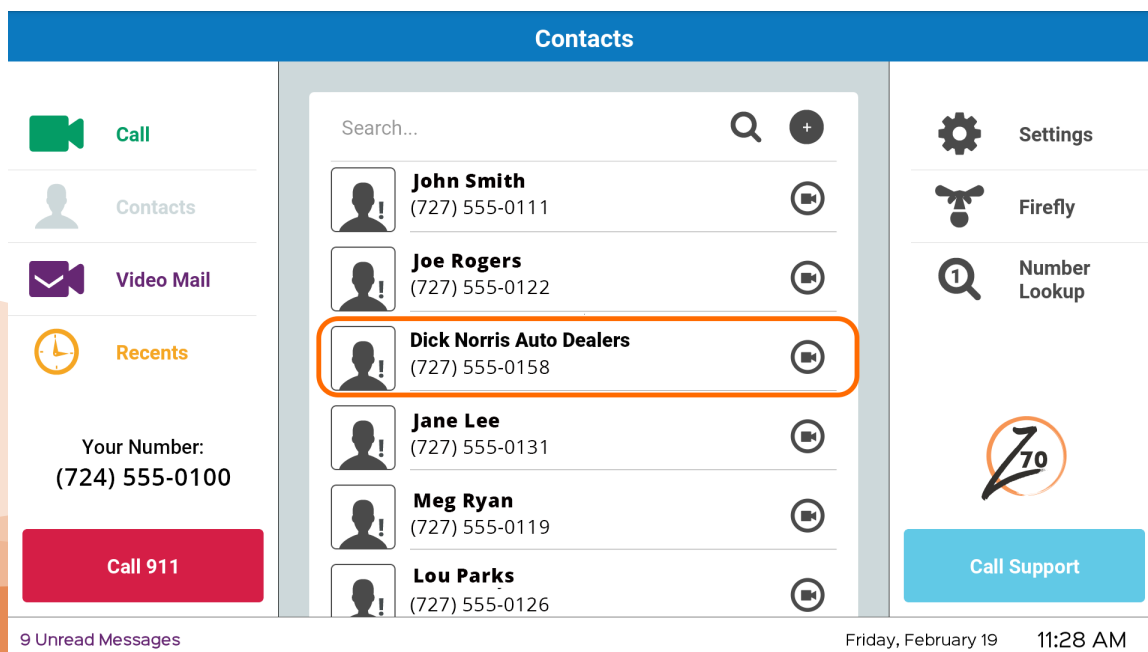 Contacts
Call
Contacts
Video Mail
Recents
Your Number:
(724) 555-0100
Call 911
Search...
+
John Smith
(727) 555-0111
!
Joe Rogers
(727) 555-0122
!
Dick Norris Auto Dealers
(727) 555-0158
!
Jane Lee
(727) 555-0131
!
Meg Ryan
(727) 555-0119
!
Lou Parks
(727) 555-0126
!
Settings
Firefly
1
Number
Lookup
Z70
Call Support
9 Unread Messages
Friday, February 19
11:28 AM